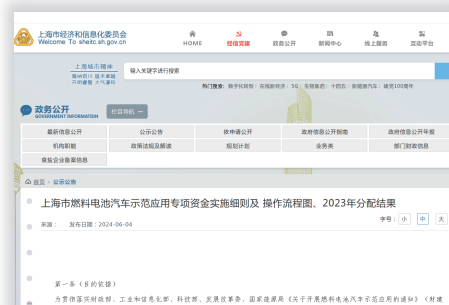 上海市经济和信息化委员会
Welcome To sheitc.sh.gov.cn
HOME
经信党建
政务公开
新闻中心
线上服务
互动平台
上海城市精神
海纳百川 追求卓越
开明睿智 大气谦和
输入关键字进行搜索
热门搜索: 数字化转型 | 在线新经济 | 5G | 生物医药 | 十四五 | 新能源汽车 | 建党100周年
政务公开
GOVERNMENT INFORMATION
栏目导航
最新信息公开
公示公告
依申请公开
政府信息公开指南
政府信息公开年报
机构职能
政策法规及解读
规划计划
业务类
部门财政信息
食盐企业备案信息
首页 > 公示公告
上海市燃料电池汽车示范应用专项资金实施细则及 操作流程图、2023年分配结果
来源: 发布日期:2024-06-04
字号: 小 中 大
第一条(目的依据)
为贯彻落实财政部、工业和信息化部、科技部、发展改革委、国家能源局《关于开展燃料电池汽车示范应用的通知》(财建